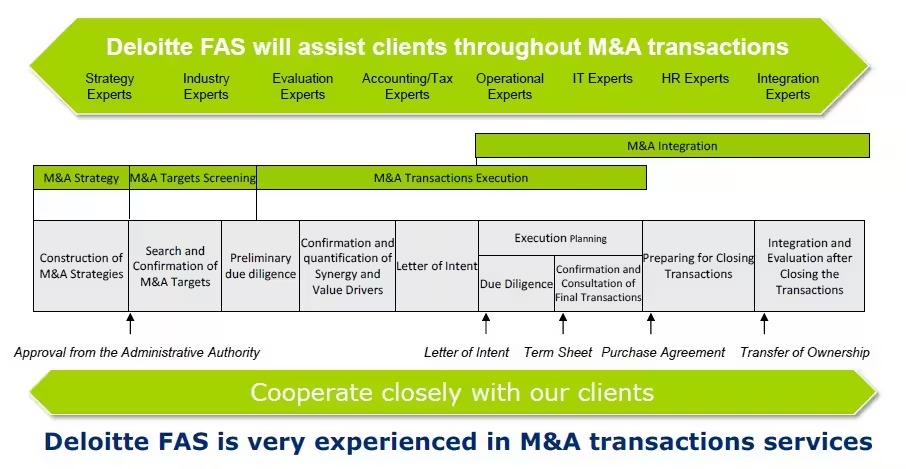 Deloitte FAS will assist clients throughout M&A transactions
Strategy Experts
Industry Experts
Evaluation Experts
Accounting/Tax Experts
Operational Experts
IT Experts
HR Experts
Integration Experts
M&A Integration
M&A Strategy
M&A Targets Screening
M&A Transactions Execution
Construction of
M&A Strategies
Search and
Confirmation of
M&A Targets
Preliminary
due diligence
Confirmation and
quantification of
Synergy and
Value Drivers
Letter of Intent
Execution Planning
Due Diligence
Confirmation and
Consultation of
Final Transactions
Preparing for Closing
Transactions
Integration and
Evaluation after
Closing the
Transactions
Approval from the Administrative Authority
Letter of Intent
Term Sheet
Purchase Agreement
Transfer of Ownership
Cooperate closely with our clients
Deloitte FAS is very experienced in M&A transactions services